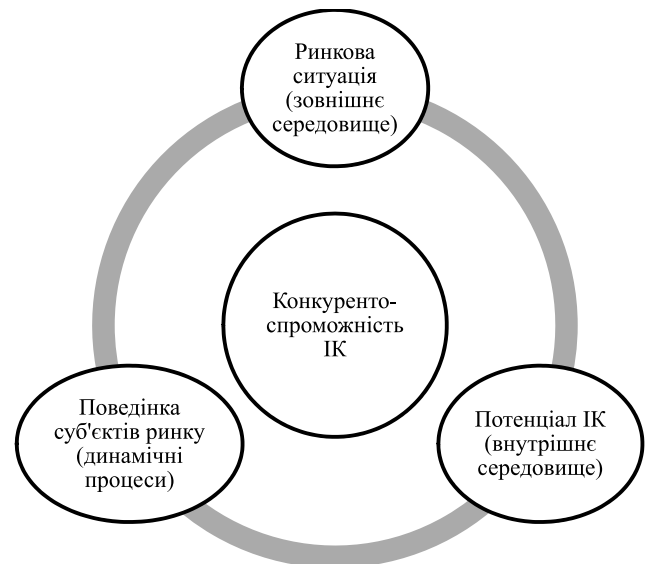 Ринкова
ситуація
(зовнішнє
середовище)
Конкуренто-
спроможність
ІК
Поведінка
суб'єктів ринку
(динамічні
процеси)
Потенціал ІК
(внутрішнє
середовище)